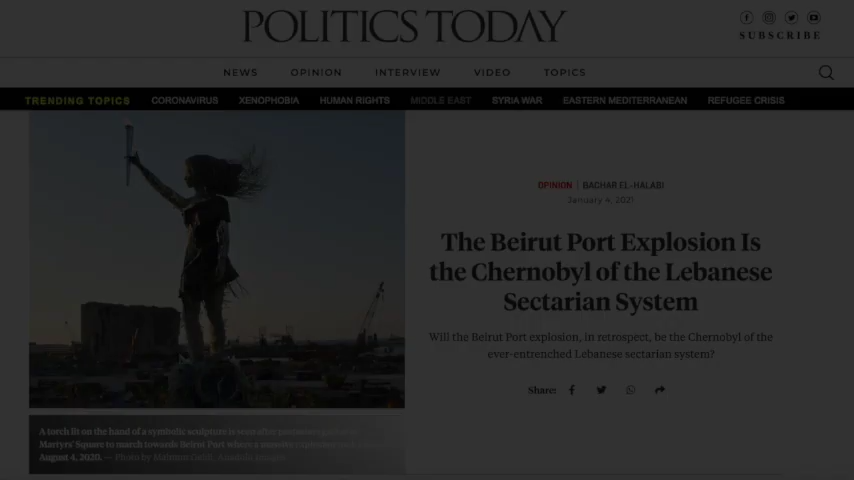 POLITICS TODAY
SUBSCRIBE
NEWS OPINION INTERVIEW VIDEO TOPICS
TRENDING TOPICS CORONAVIRUS XENOPHOBIA HUMAN RIGHTS MIDDLE EAST SYRIA WAR EASTERN MEDITERRANEAN REFUGEE CRISIS
OPINION | BACHAR EL-HALABI
January 4, 2021
The Beirut Port Explosion Is
the Chernobyl of the Lebanese
Sectarian System
Will the Beirut Port explosion, in retrospect, be the Chernobyl of the
ever-entrenched Lebanese sectarian system?
Share:
A torch lit on the hand of a symbolic sculpture is seen after
Martyrs' Square to march towards Beirut Port where a massive explosion
August 4, 2020. — Photo by